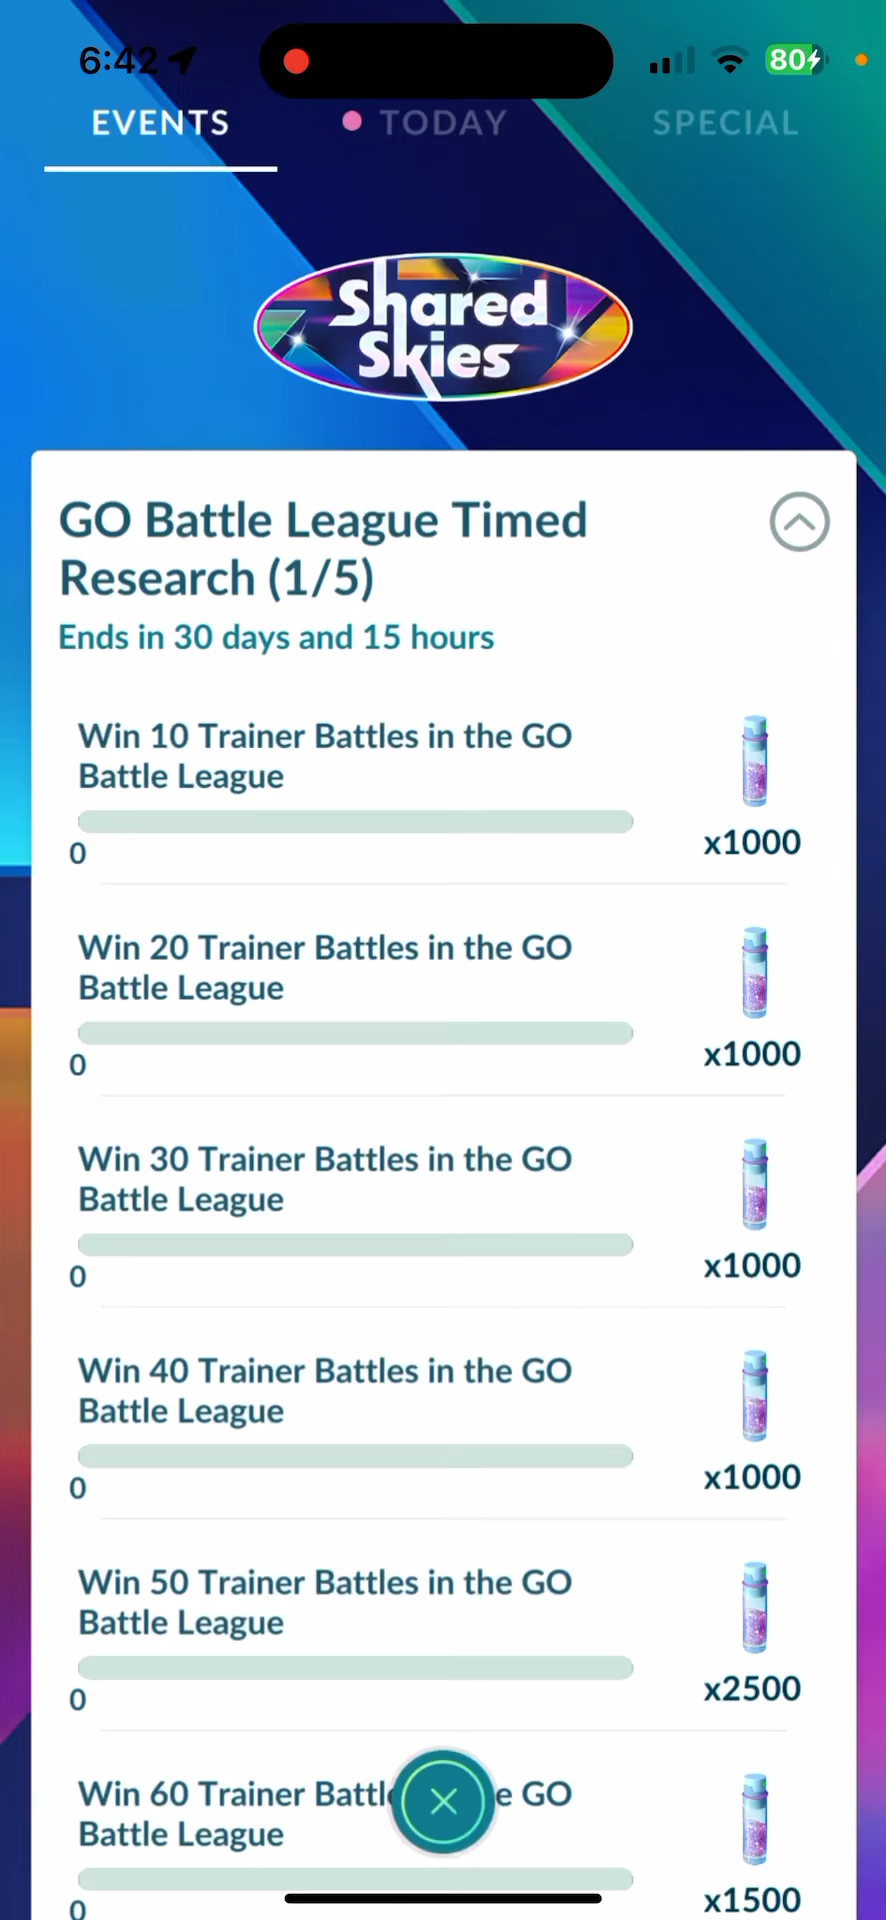 6:42
80
EVENTS
TODAY
SPECIAL
Shared
Skies
GO Battle League Timed
Research (1/5)
Ends in 30 days and 15 hours
Win 10 Trainer Battles in the GO
Battle League
0
x1000
Win 20 Trainer Battles in the GO
Battle League
0
x1000
Win 30 Trainer Battles in the GO
Battle League
0
x1000
Win 40 Trainer Battles in the GO
Battle League
0
x1000
Win 50 Trainer Battles in the GO
Battle League
0
x2500
Win 60 Trainer GO
Battle League
0
x1500